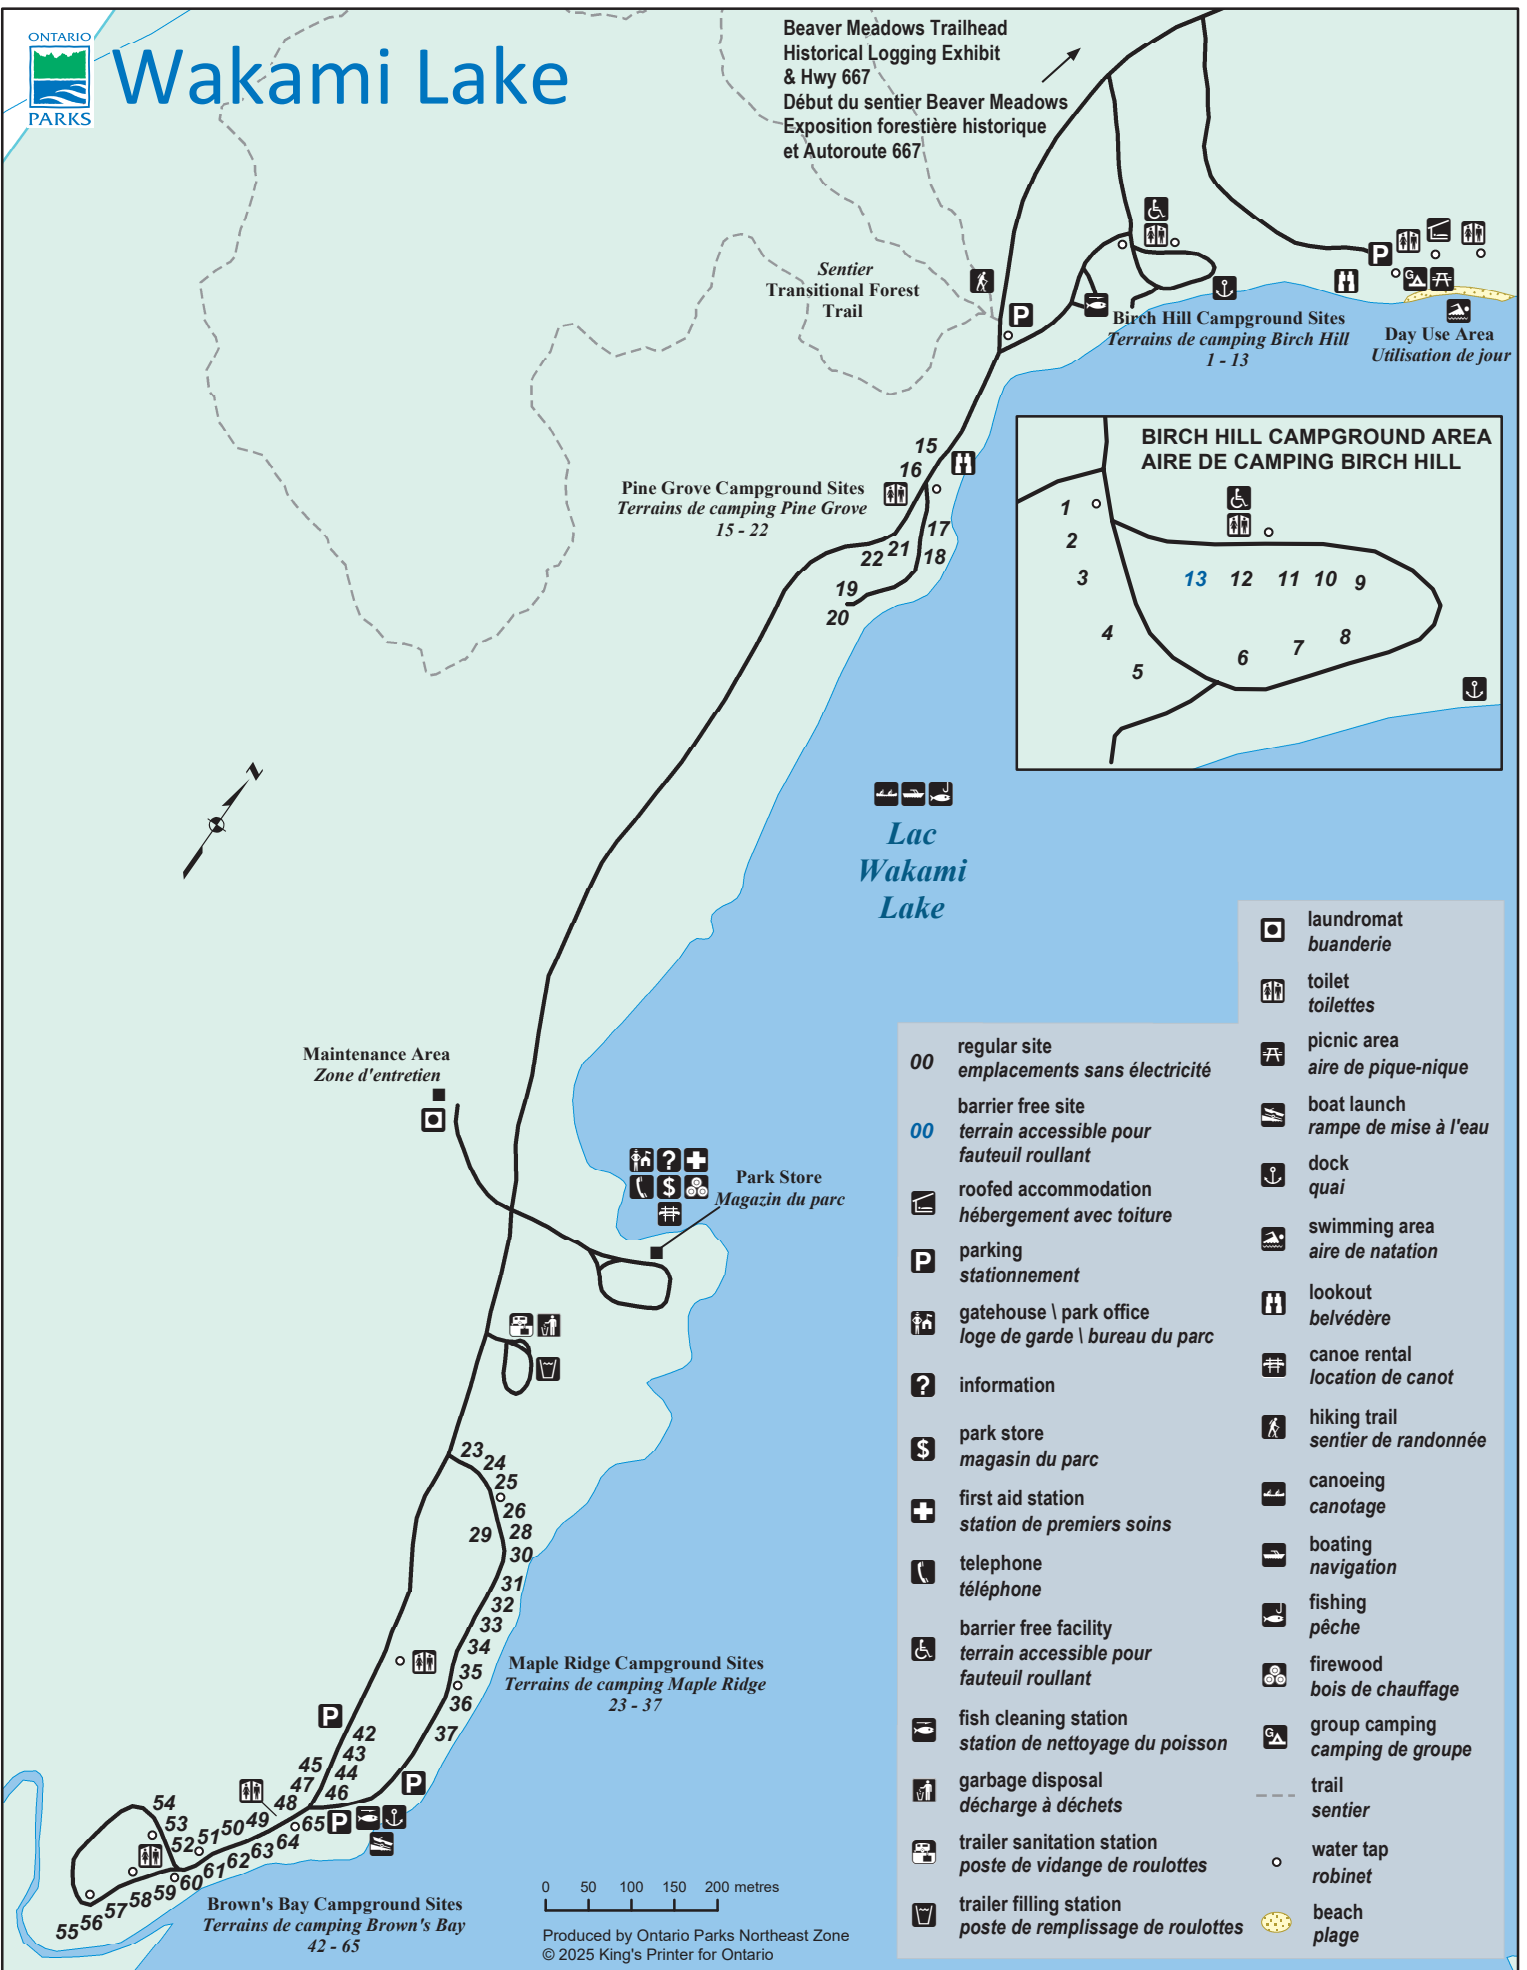 ONTARIO
PARKS
Wakami Lake
Beaver Meadows Trailhead
Historical Logging Exhibit
& Hwy 667
Début du sentier Beaver Meadows
Exposition forestière historique
et Autoroute 667
Sentier
Transitional Forest
Trail
P
P
G
Birch Hill Campground Sites
Terrains de camping Birch Hill
1 - 13
Day Use Area
Utilisation de jour
BIRCH HILL CAMPGROUND AREA
AIRE DE CAMPING BIRCH HILL
1
2
3
4
5
6
7
8
9
10
11
12
13
15
16
Pine Grove Campground Sites
Terrains de camping Pine Grove
15 - 22
17
18
21
22
19
20
N
Lac
Wakami
Lake
Maintenance Area
Zone d'entretien
?
$
Park Store
Magazin du parc
23
24
25
26
28
29
30
31
32
33
34
35
36
37
Maple Ridge Campground Sites
Terrains de camping Maple Ridge
23 - 37
P
42
43
44
45
46
47
48
49
50
51
52
53
54
P
P
65
64
63
62
61
60
59
58
57
56
55
Brown's Bay Campground Sites
Terrains de camping Brown's Bay
42 - 65
0 50 100 150 200 metres
Produced by Ontario Parks Northeast Zone
© 2025 King's Printer for Ontario
00 regular site
emplacements sans électricité
00 barrier free site
terrain accessible pour
fauteuil roullant
roofed accommodation
hébergement avec toiture
P parking
stationnement
gatehouse \ park office
loge de garde \ bureau du parc
? information
$ park store
magasin du parc
first aid station
station de premiers soins
telephone
téléphone
barrier free facility
terrain accessible pour
fauteuil roullant
fish cleaning station
station de nettoyage du poisson
garbage disposal
décharge à déchets
trailer sanitation station
poste de vidange de roulottes
trailer filling station
poste de remplissage de roulottes
laundromat
buanderie
toilet
toilettes
picnic area
aire de pique-nique
boat launch
rampe de mise à l'eau
dock
quai
swimming area
aire de natation
lookout
belvédère
canoe rental
location de canot
hiking trail
sentier de randonnée
canoeing
canotage
boating
navigation
fishing
pêche
firewood
bois de chauffage
G group camping
camping de groupe
trail
sentier
water tap
robinet
beach
plage